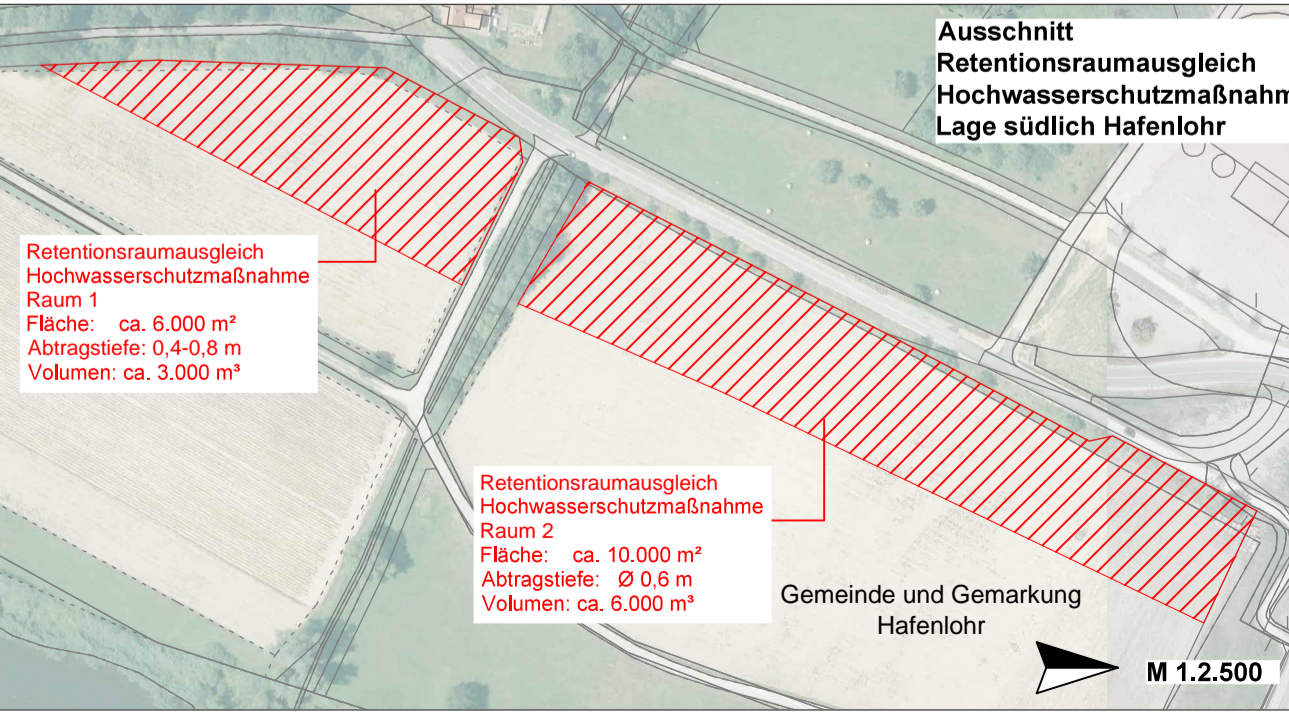 Ausschnitt
Retentionsraumausgleich
Hochwasserschutzmaßnahm
Lage südlich Hafenlohr
Retentionsraumausgleich
Hochwasserschutzmaßnahme
Raum 1
Fläche: ca. 6.000 m²
Abtragstiefe: 0,4-0,8 m
Volumen: ca. 3.000 m³
Retentionsraumausgleich
Hochwasserschutzmaßnahme
Raum 2
Fläche: ca. 10.000 m²
Abtragstiefe: Ø 0,6 m
Volumen: ca. 6.000 m³
Gemeinde und Gemarkung
Hafenlohr
M 1.2.500